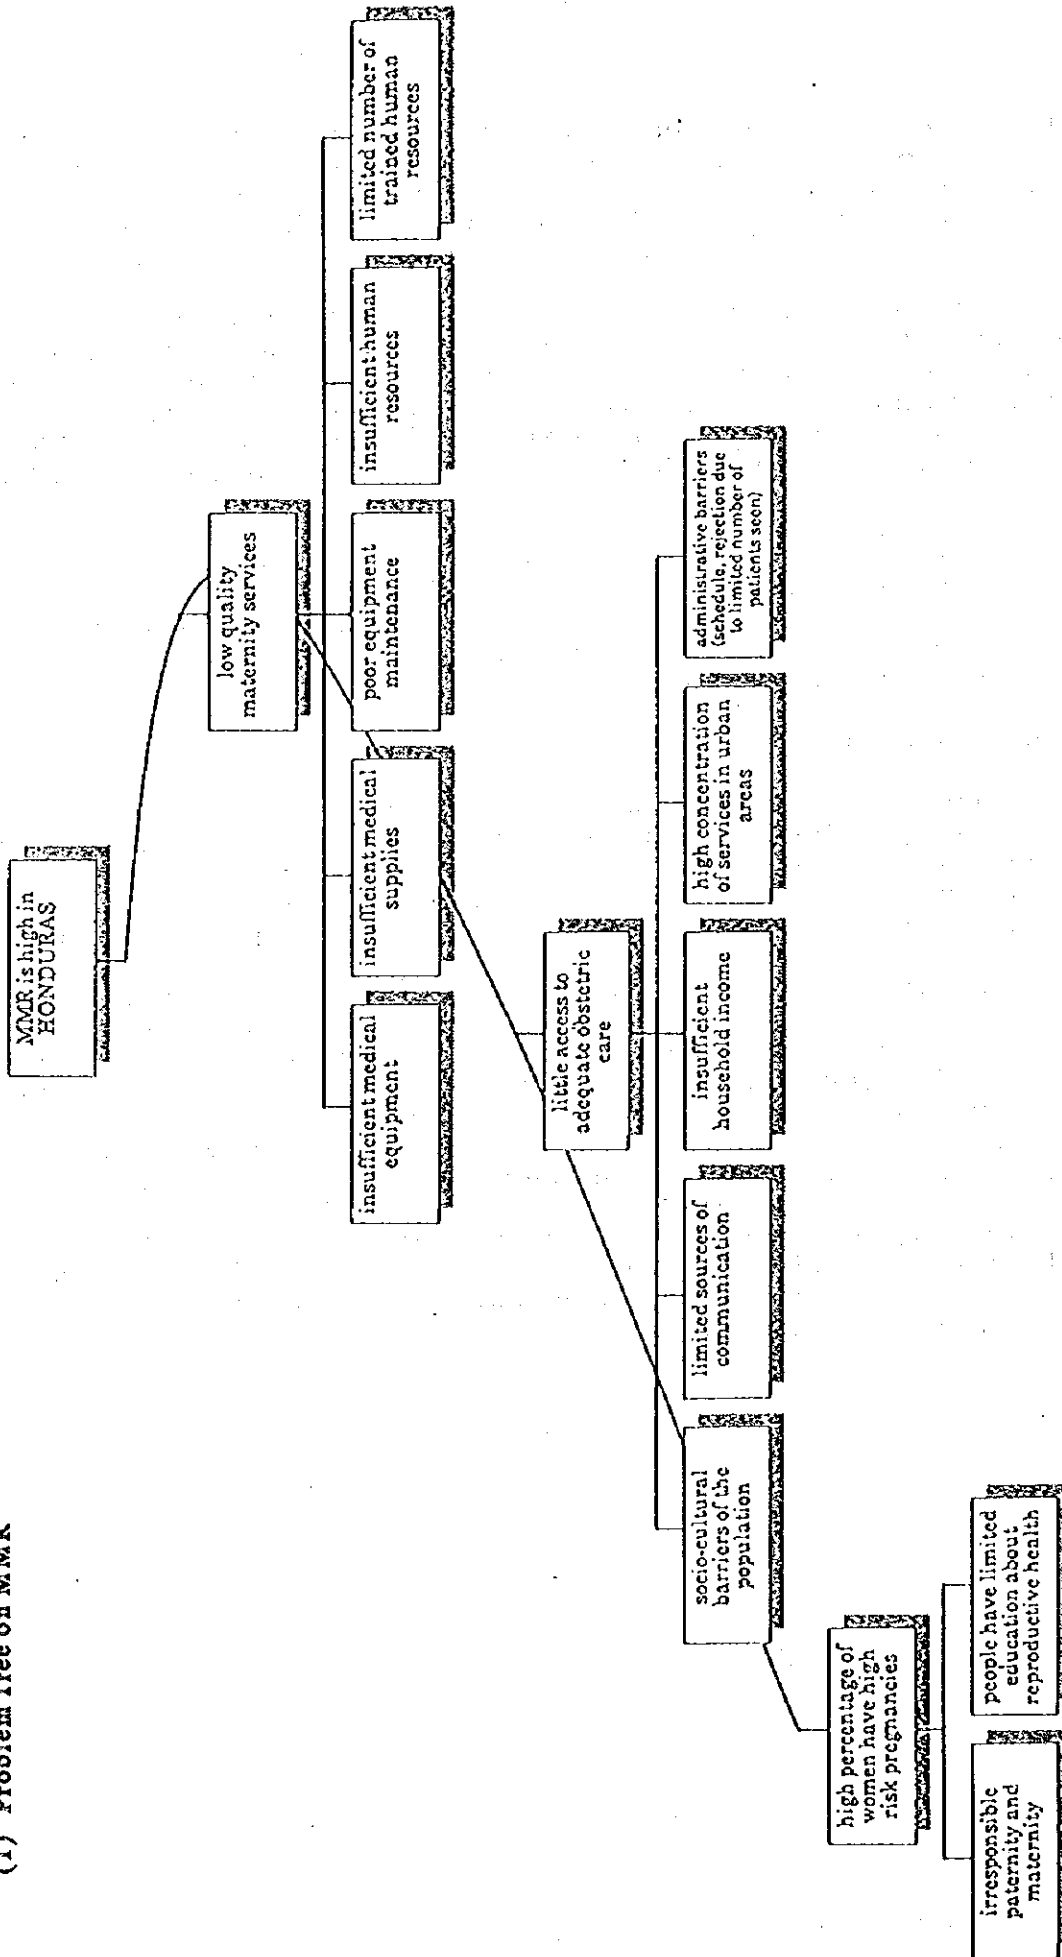 (1) Problem Tree on MMR
MMR is high in
HONDURAS
low quality
maternity services
insufficient medical
equipment
insufficient medical
supplies
poor equipment
maintenance
insufficient human
resources
limited number of
trained human
resources
little access to
adequate obstetric
care
socio-cultural
barriers of the
population
limited sources of
communication
insufficient
household income
high concentration
of services in urban
areas
administrative barriers
(schedule, rejection due
to limited number of
patients seen)
high percentage of
women have high
risk pregnancies
irresponsible
paternity and
maternity
people have limited
education about
reproductive health